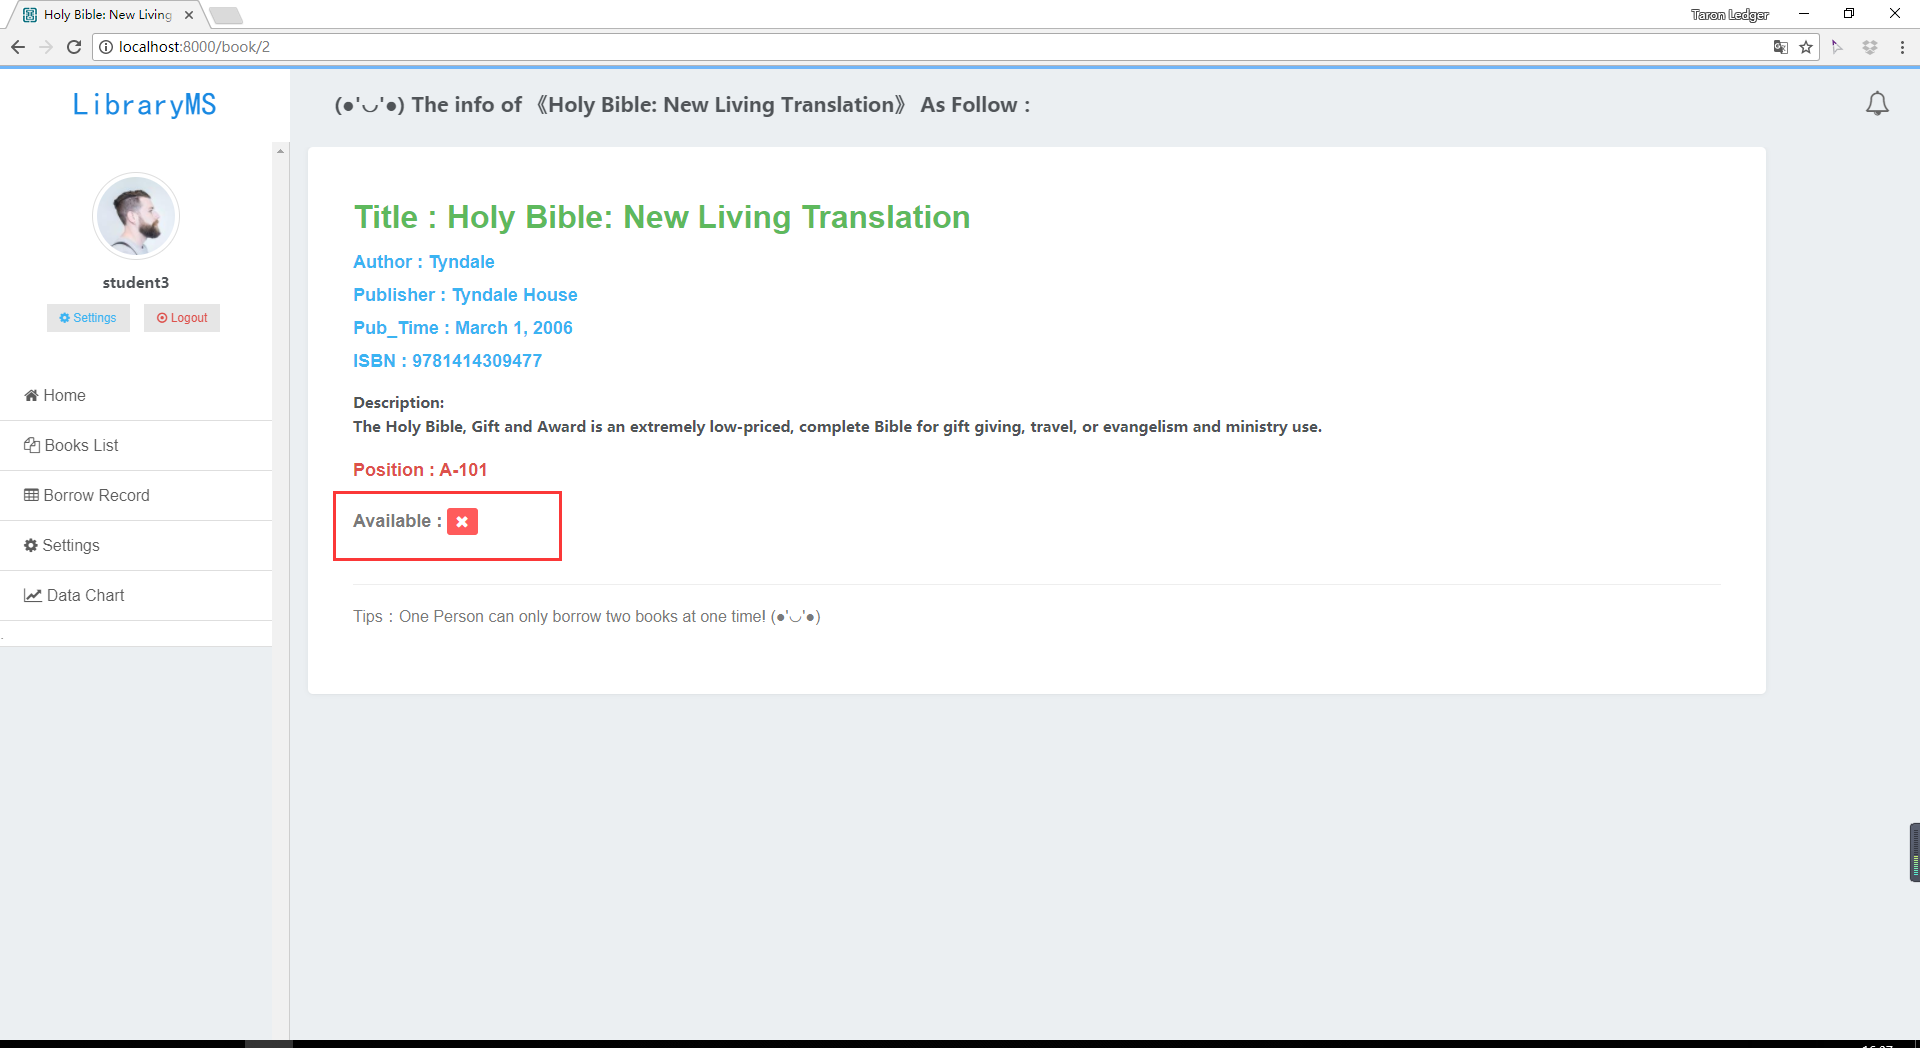 Holy Bible: New Living
Taron Ledger
localhost:8000/book/2
LibraryMS
(●'◡'●) The info of 《Holy Bible: New Living Translation》 As Follow :
student3
Settings
Logout
Home
Books List
Borrow Record
Settings
Data Chart
.
Title : Holy Bible: New Living Translation
Author : Tyndale
Publisher : Tyndale House
Pub_Time : March 1, 2006
ISBN : 9781414309477
Description:
The Holy Bible, Gift and Award is an extremely low-priced, complete Bible for gift giving, travel, or evangelism and ministry use.
Position : A-101
Available :
Tips : One Person can only borrow two books at one time! (●'◡'●)